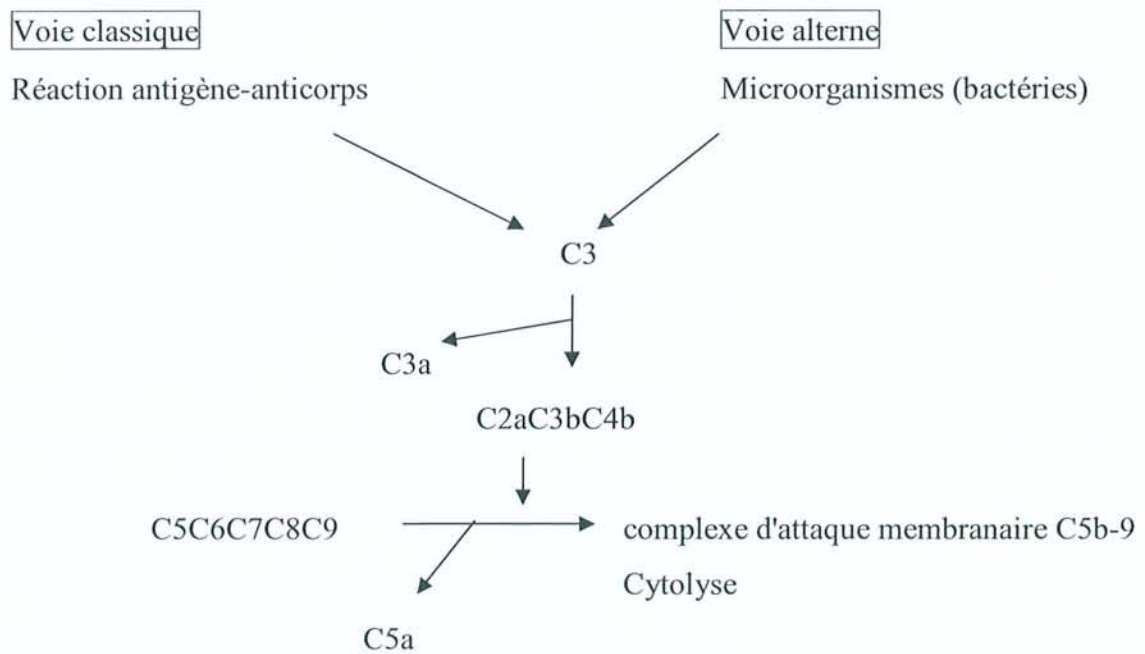 Voie classique
Voie alterne
Réaction antigène-anticorps
Microorganismes (bactéries)
C3
C3a
C2aC3bC4b
C5C6C7C8C9
complexe d'attaque membranaire C5b-9
Cytolyse
C5a